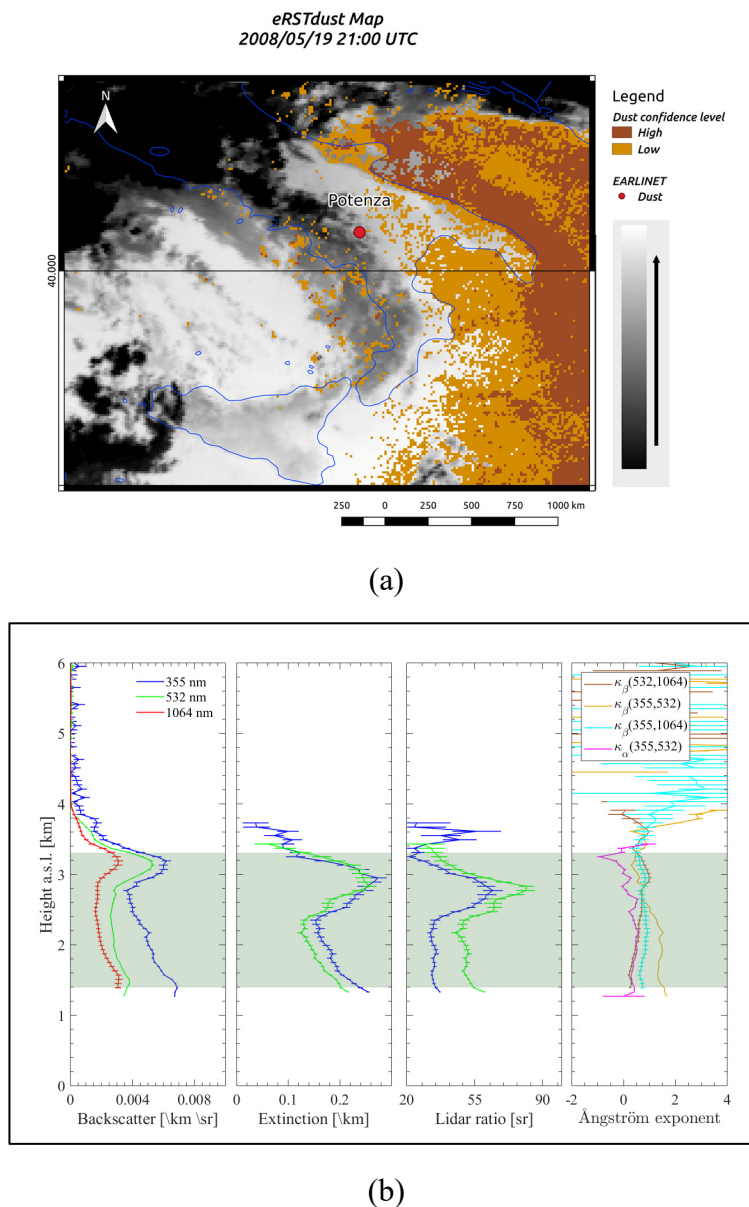 eRSTdust Map
2008/05/19 21:00 UTC
N
Potenza
40.000
Legend
Dust confidence level
High
Low
EARLINET
Dust
250 0 250 500 750 1000 km
(a)
355 nm
532 nm
1064 nm
κβ(532,1064)
κβ(355,532)
κβ(355,1064)
κα(355,532)
Height a.s.l. [km]
6
5
4
3
2
1
0
0 0.004 0.008
0 0.1 0.2
20 55 90
-2 0 2 4
Backscatter [\km \sr]
Extinction [\km]
Lidar ratio [sr]
Ångström exponent
(b)